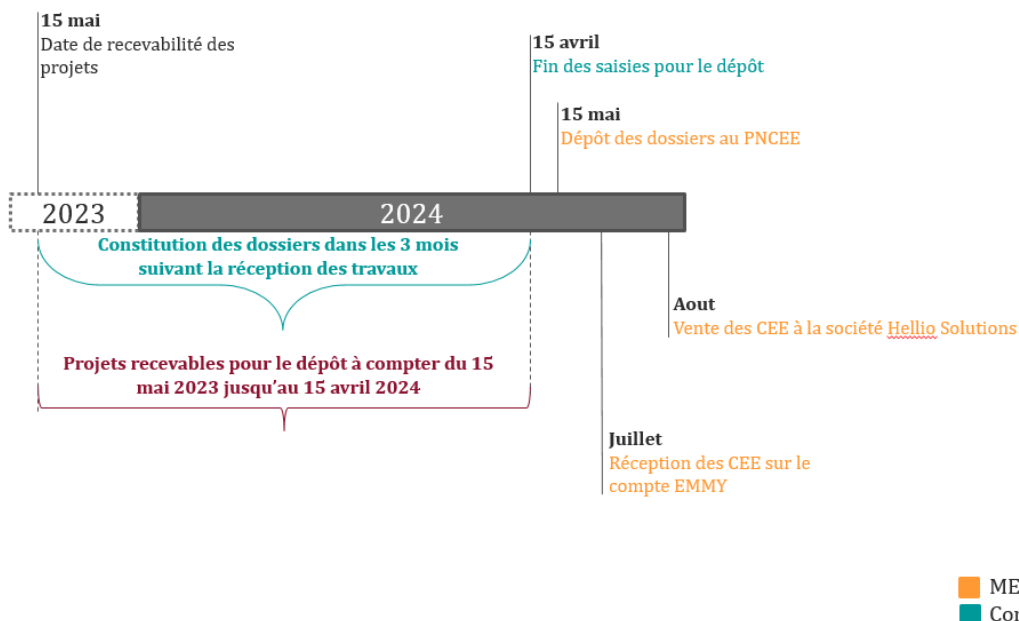 15 mai
Date de recevabilité des
projets
15 avril
Fin des saisies pour le dépôt
15 mai
Dépôt des dossiers au PNCEE
2023
2024
Constitution des dossiers dans les 3 mois
suivant la réception des travaux
Aout
Vente des CEE à la société Hellio Solutions
Projets recevables pour le dépôt à compter du 15
mai 2023 jusqu'au 15 avril 2024
Juillet
Réception des CEE sur le
compte EMMY